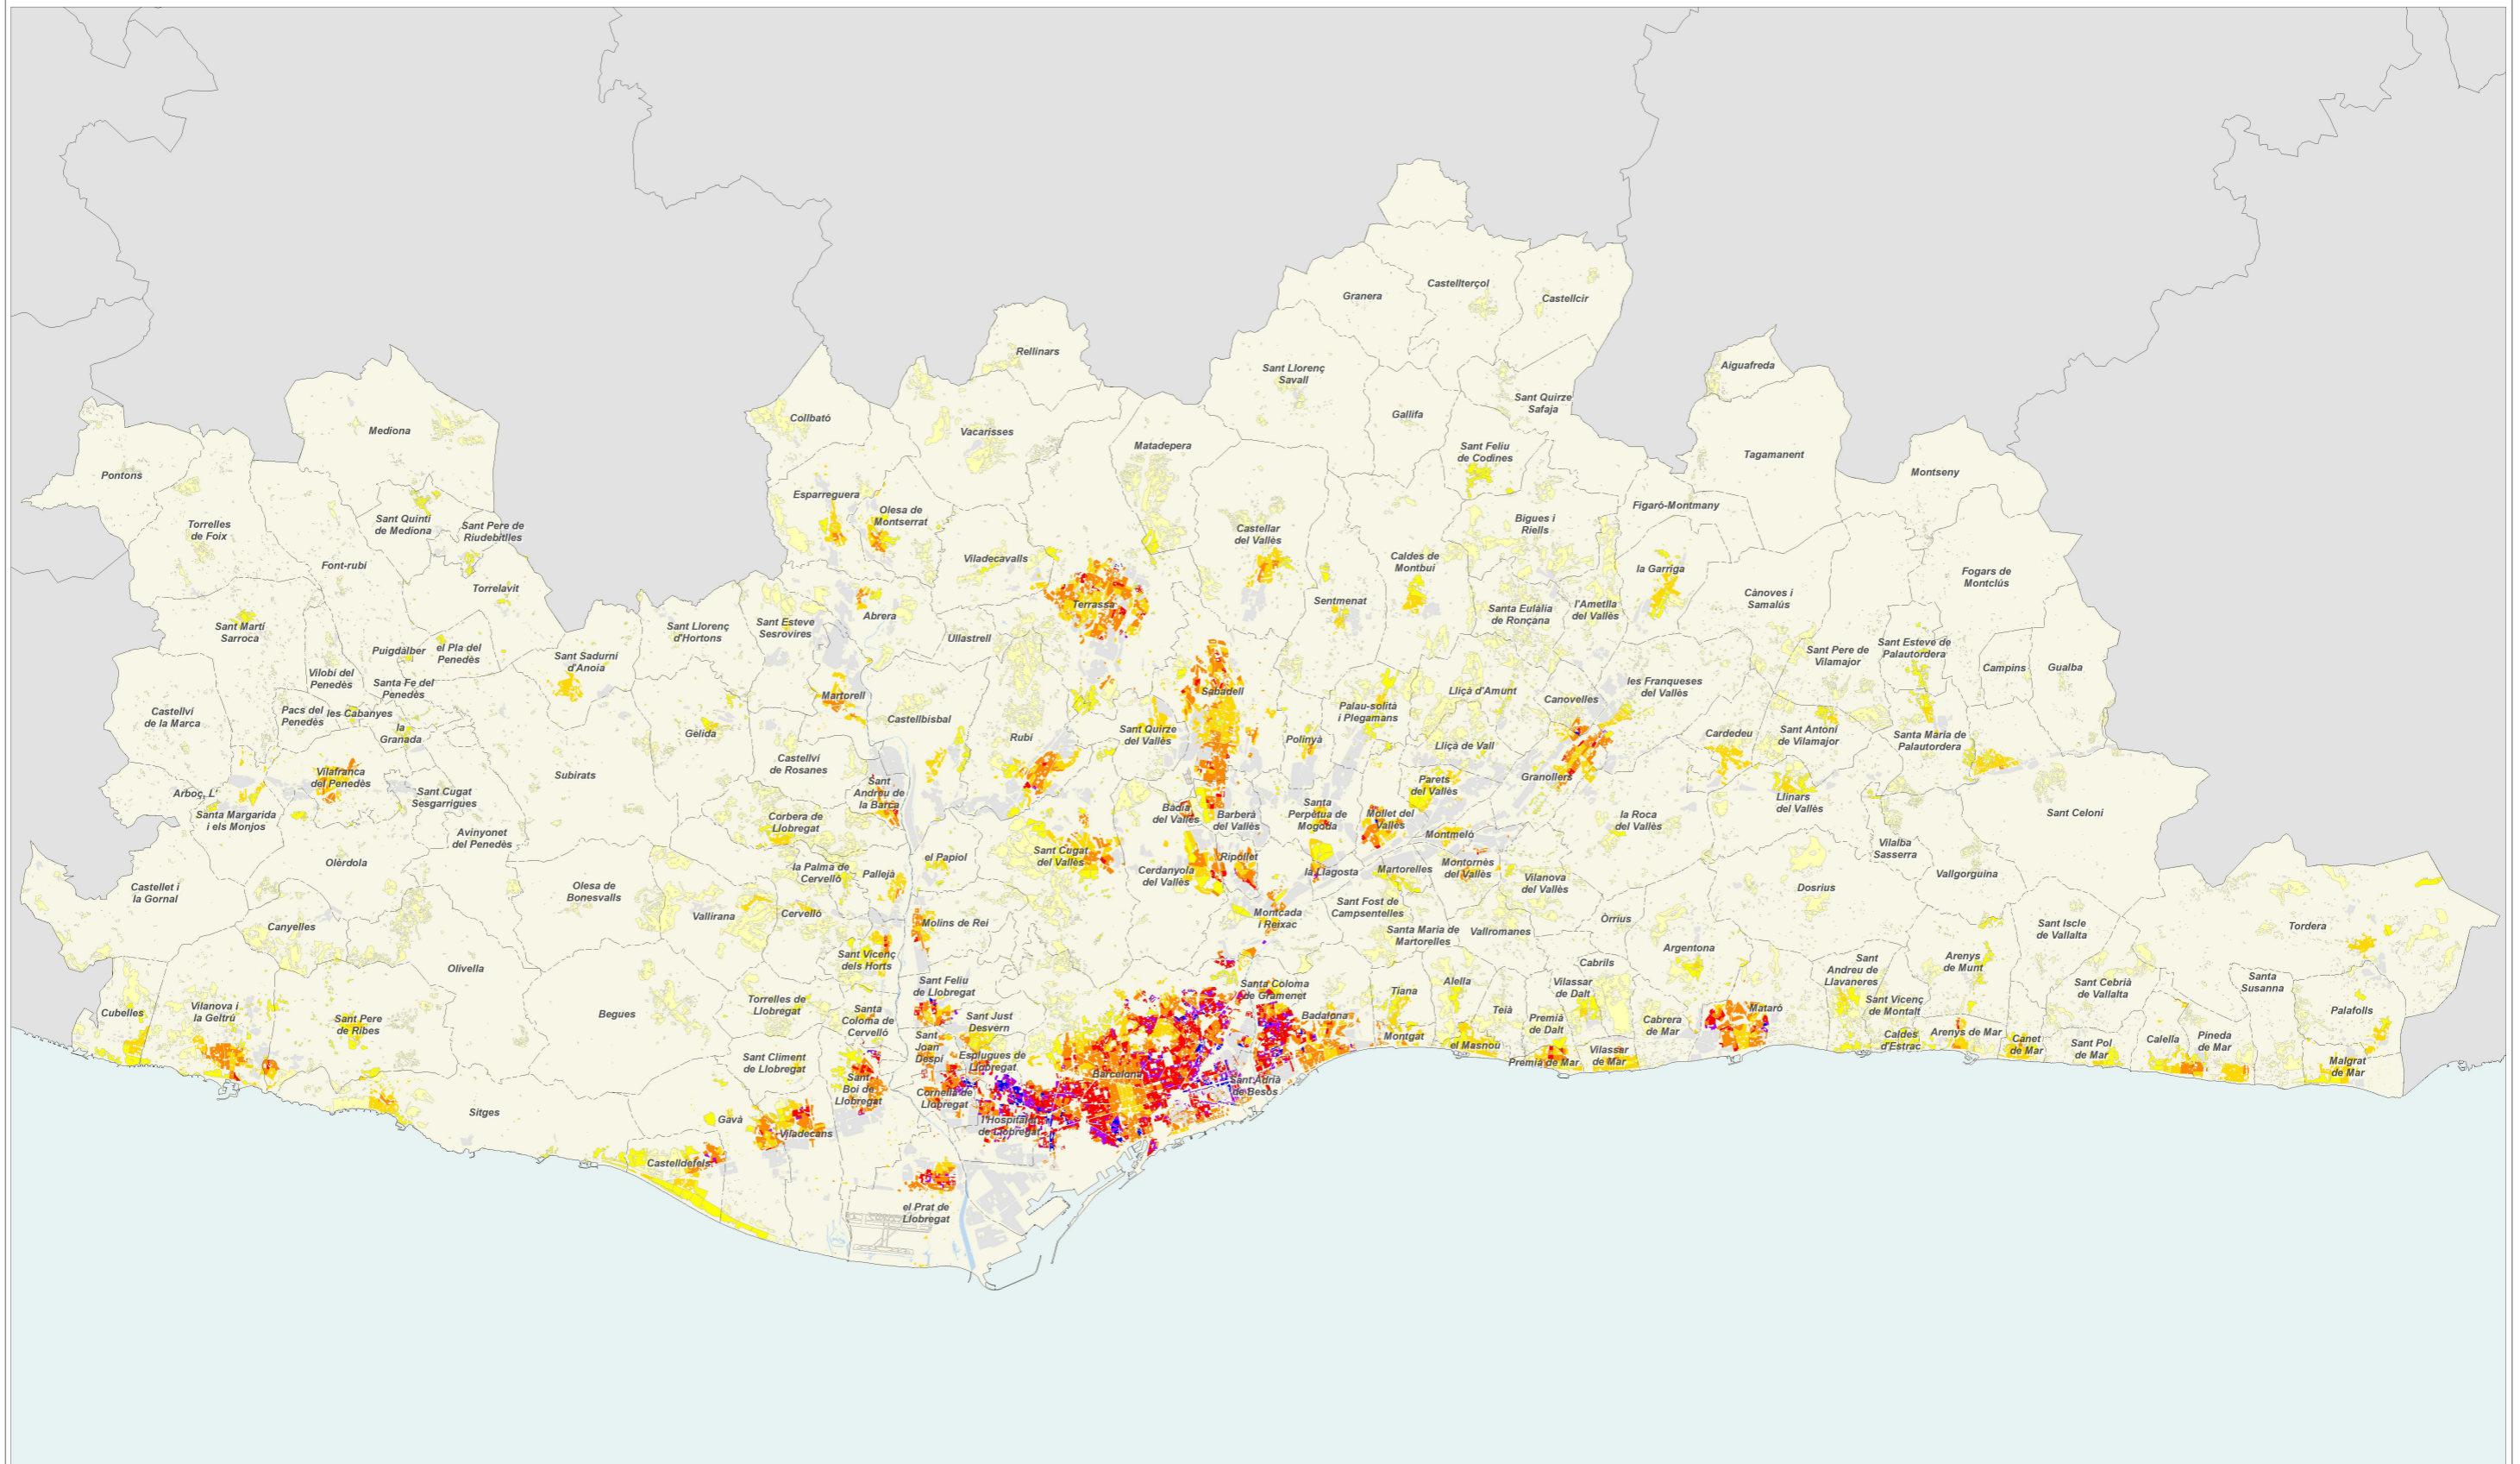 Castellterçol
Granera
Castellcir
Rellinars
Sant Llorenç
Savall
Aiguafreda
Collbató
Gallifa
Sant Quirze
Safaja
Mediona
Vacarisses
Matadepera
Sant Feliu
de Codines
Tagamanent
Pontons
Montseny
Esparreguera
Olesa de
Montserrat
Figaró-Montmany
Torrelles
de Foix
Sant Quintí
de Mediona
Sant Pere de
Riudebitlles
Castellar
del Vallès
Bigues i
Riells
Font-rubí
Viladecavalls
Caldes de
Montbui
la Garriga
Fogars de
Montclús
Torrelavit
Terrassa
Sentmenat
Cànoves i
Samalús
Santa Eulàlia
de Ronçana
l'Ametlla
del Vallès
Abrera
Sant Martí
Sarroca
Sant Llorenç
d'Hortons
Sant Esteve
Sesrovires
Ullastrell
Puigdàlber
el Pla del
Penedès
Sant Sadurní
d'Anoia
Sant Pere de
Vilamajor
Sant Esteve de
Palautordera
Campins
Gualba
Vilobí del
Penedès
Santa Fe del
Penedès
Martorell
Sabadell
Lliçà d'Amunt
Canovelles
les Franqueses
del Vallès
Castellví
de la Marca
Pacs del
Penedès
les Cabanyes
la
Granada
Gelida
Castellbisbal
Rubí
Sant Quirze
del Vallès
Polinyà
Palau-solità
i Plegamans
Lliçà de Vall
Cardedeu
Sant Antoni
de Vilamajor
Santa Maria de
Palautordera
Castellví
de Rosanes
Subirats
Vilafranca
del Penedès
Sant
Andreu de
la Barca
Granollers
Parets
del Vallès
Arboç, L'
Sant Cugat
Sesgarrigues
Llinars
del Vallès
Sant Celoni
Santa Margarida
i els Monjos
Corbera de
Llobregat
Badia
del Vallès
Barberà
del Vallès
Santa
Perpètua de
Mogoda
Mollet del
Vallès
Montmeló
la Roca
del Vallès
Avinyonet
del Penedès
Olèrdola
la Palma de
Cervelló
Pallejà
el Papiol
Sant Cugat
del Vallès
Cerdanyola
del Vallès
Ripollet
la Llagosta
Martorelles
Montornès
del Vallès
Vilanova
del Vallès
Vilalba
Sasserra
Vallgorguina
Castellet i
la Gornal
Olesa de
Bonesvalls
Dosrius
Canyelles
Vallirana
Cervelló
Molins de Rei
Montcada
i Reixac
Sant Fost de
Campsentelles
Santa Maria de
Martorelles
Vallromanes
Òrrius
Argentona
Sant Iscle
de Vallalta
Tordera
Olivella
Sant Vicenç
dels Horts
Cabrils
Sant
Andreu de
Llavaneres
Arenys
de Munt
Cubelles
Vilanova i
la Geltrú
Sant Pere
de Ribes
Begues
Torrelles de
Llobregat
Santa
Coloma de
Cervelló
Sant Feliu
de Llobregat
Sant Just
Desvern
Santa Coloma
de Gramenet
Badalona
Tiana
Alella
Teià
Vilassar
de Dalt
Premià
de Dalt
Cabrera
de Mar
Mataró
Sant Vicenç
de Montalt
Sant Cebrià
de Vallalta
Santa
Susanna
Palafolls
Sant
Joan
Despí
Esplugues de
Llobregat
Montgat
el Masnou
Premià de Mar
Vilassar
de Mar
Caldes
d'Estrac
Arenys de Mar
Canet
de Mar
Sant Pol
de Mar
Calella
Pineda
de Mar
Malgrat
de Mar
Sant Climent
de Llobregat
Sant
Boi de
Llobregat
Cornellà de
Llobregat
Barcelona
Sant Adrià
de Besòs
Sitges
Gavà
Viladecans
l'Hospitalet
de Llobregat
Castelldefels
el Prat de
Llobregat